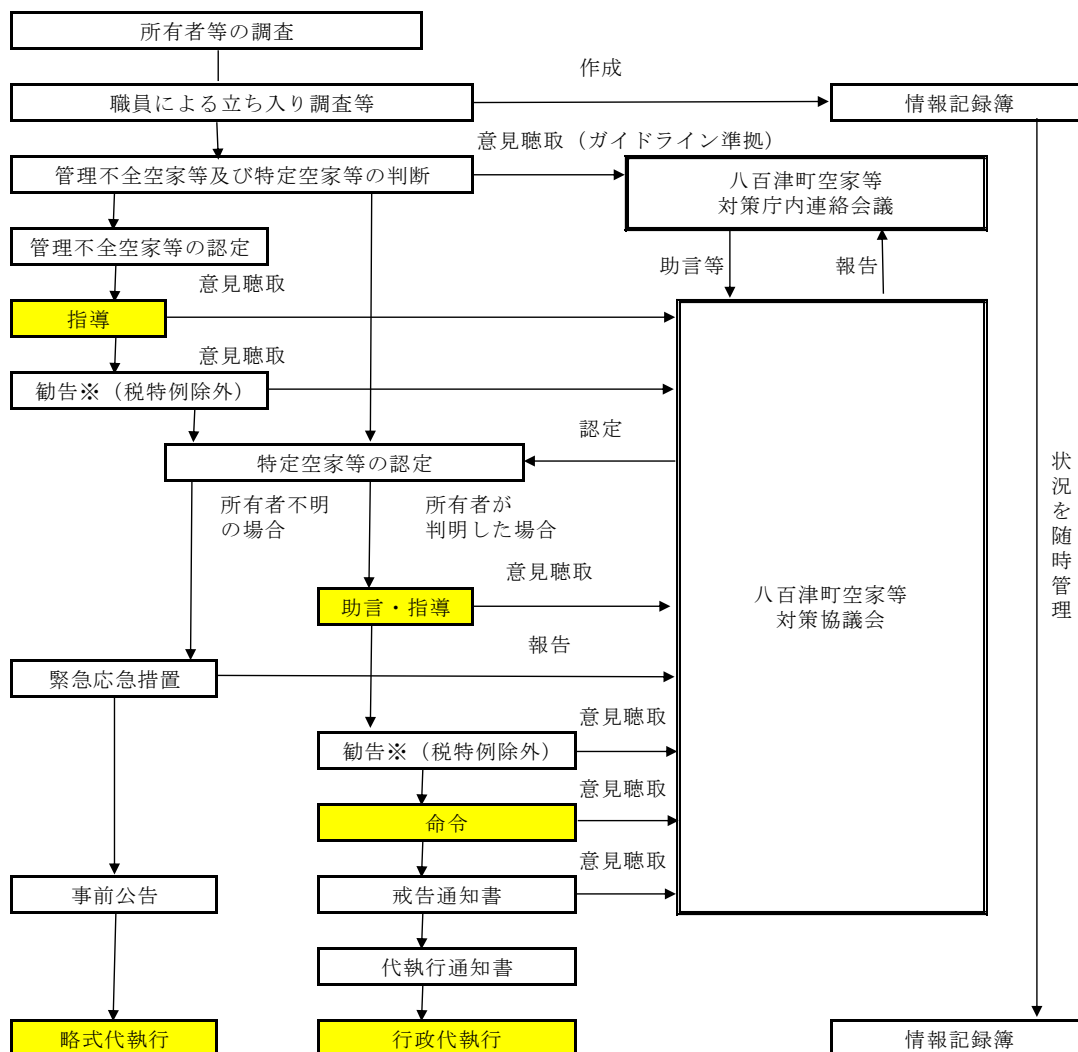 所有者等の調査
作成
職員による立ち入り調査等
情報記録簿
意見聴取（ガイドライン準拠）
管理不全空家等及び特定空家等の判断
八百津町空家等
対策庁内連絡会議
管理不全空家等の認定
助言等
報告
意見聴取
指導
意見聴取
勧告※（税特例除外）
認定
特定空家等の認定
状況を随時管理
所有者不明
の場合
所有者が
判明した場合
意見聴取
助言・指導
八百津町空家等
対策協議会
報告
緊急応急措置
意見聴取
勧告※（税特例除外）
意見聴取
命令
意見聴取
事前公告
戒告通知書
代執行通知書
略式代執行
行政代執行
情報記録簿